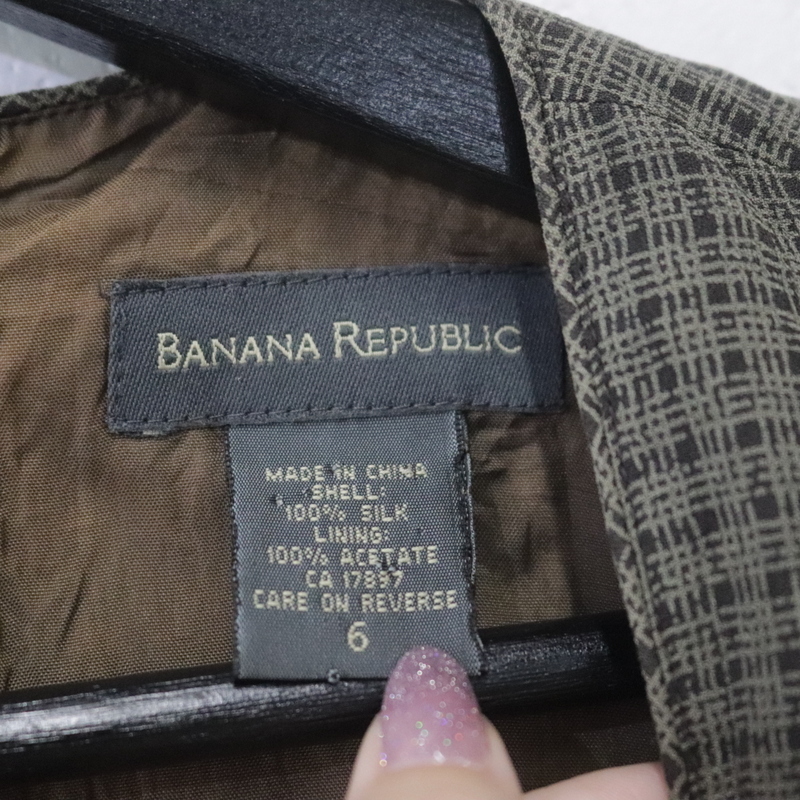 BANANA REPUBLIC
MADE IN CHINA
SHELL:
100% SILK
LINING:
100% ACETATE
CA 17897
CARE ON REVERSE
6